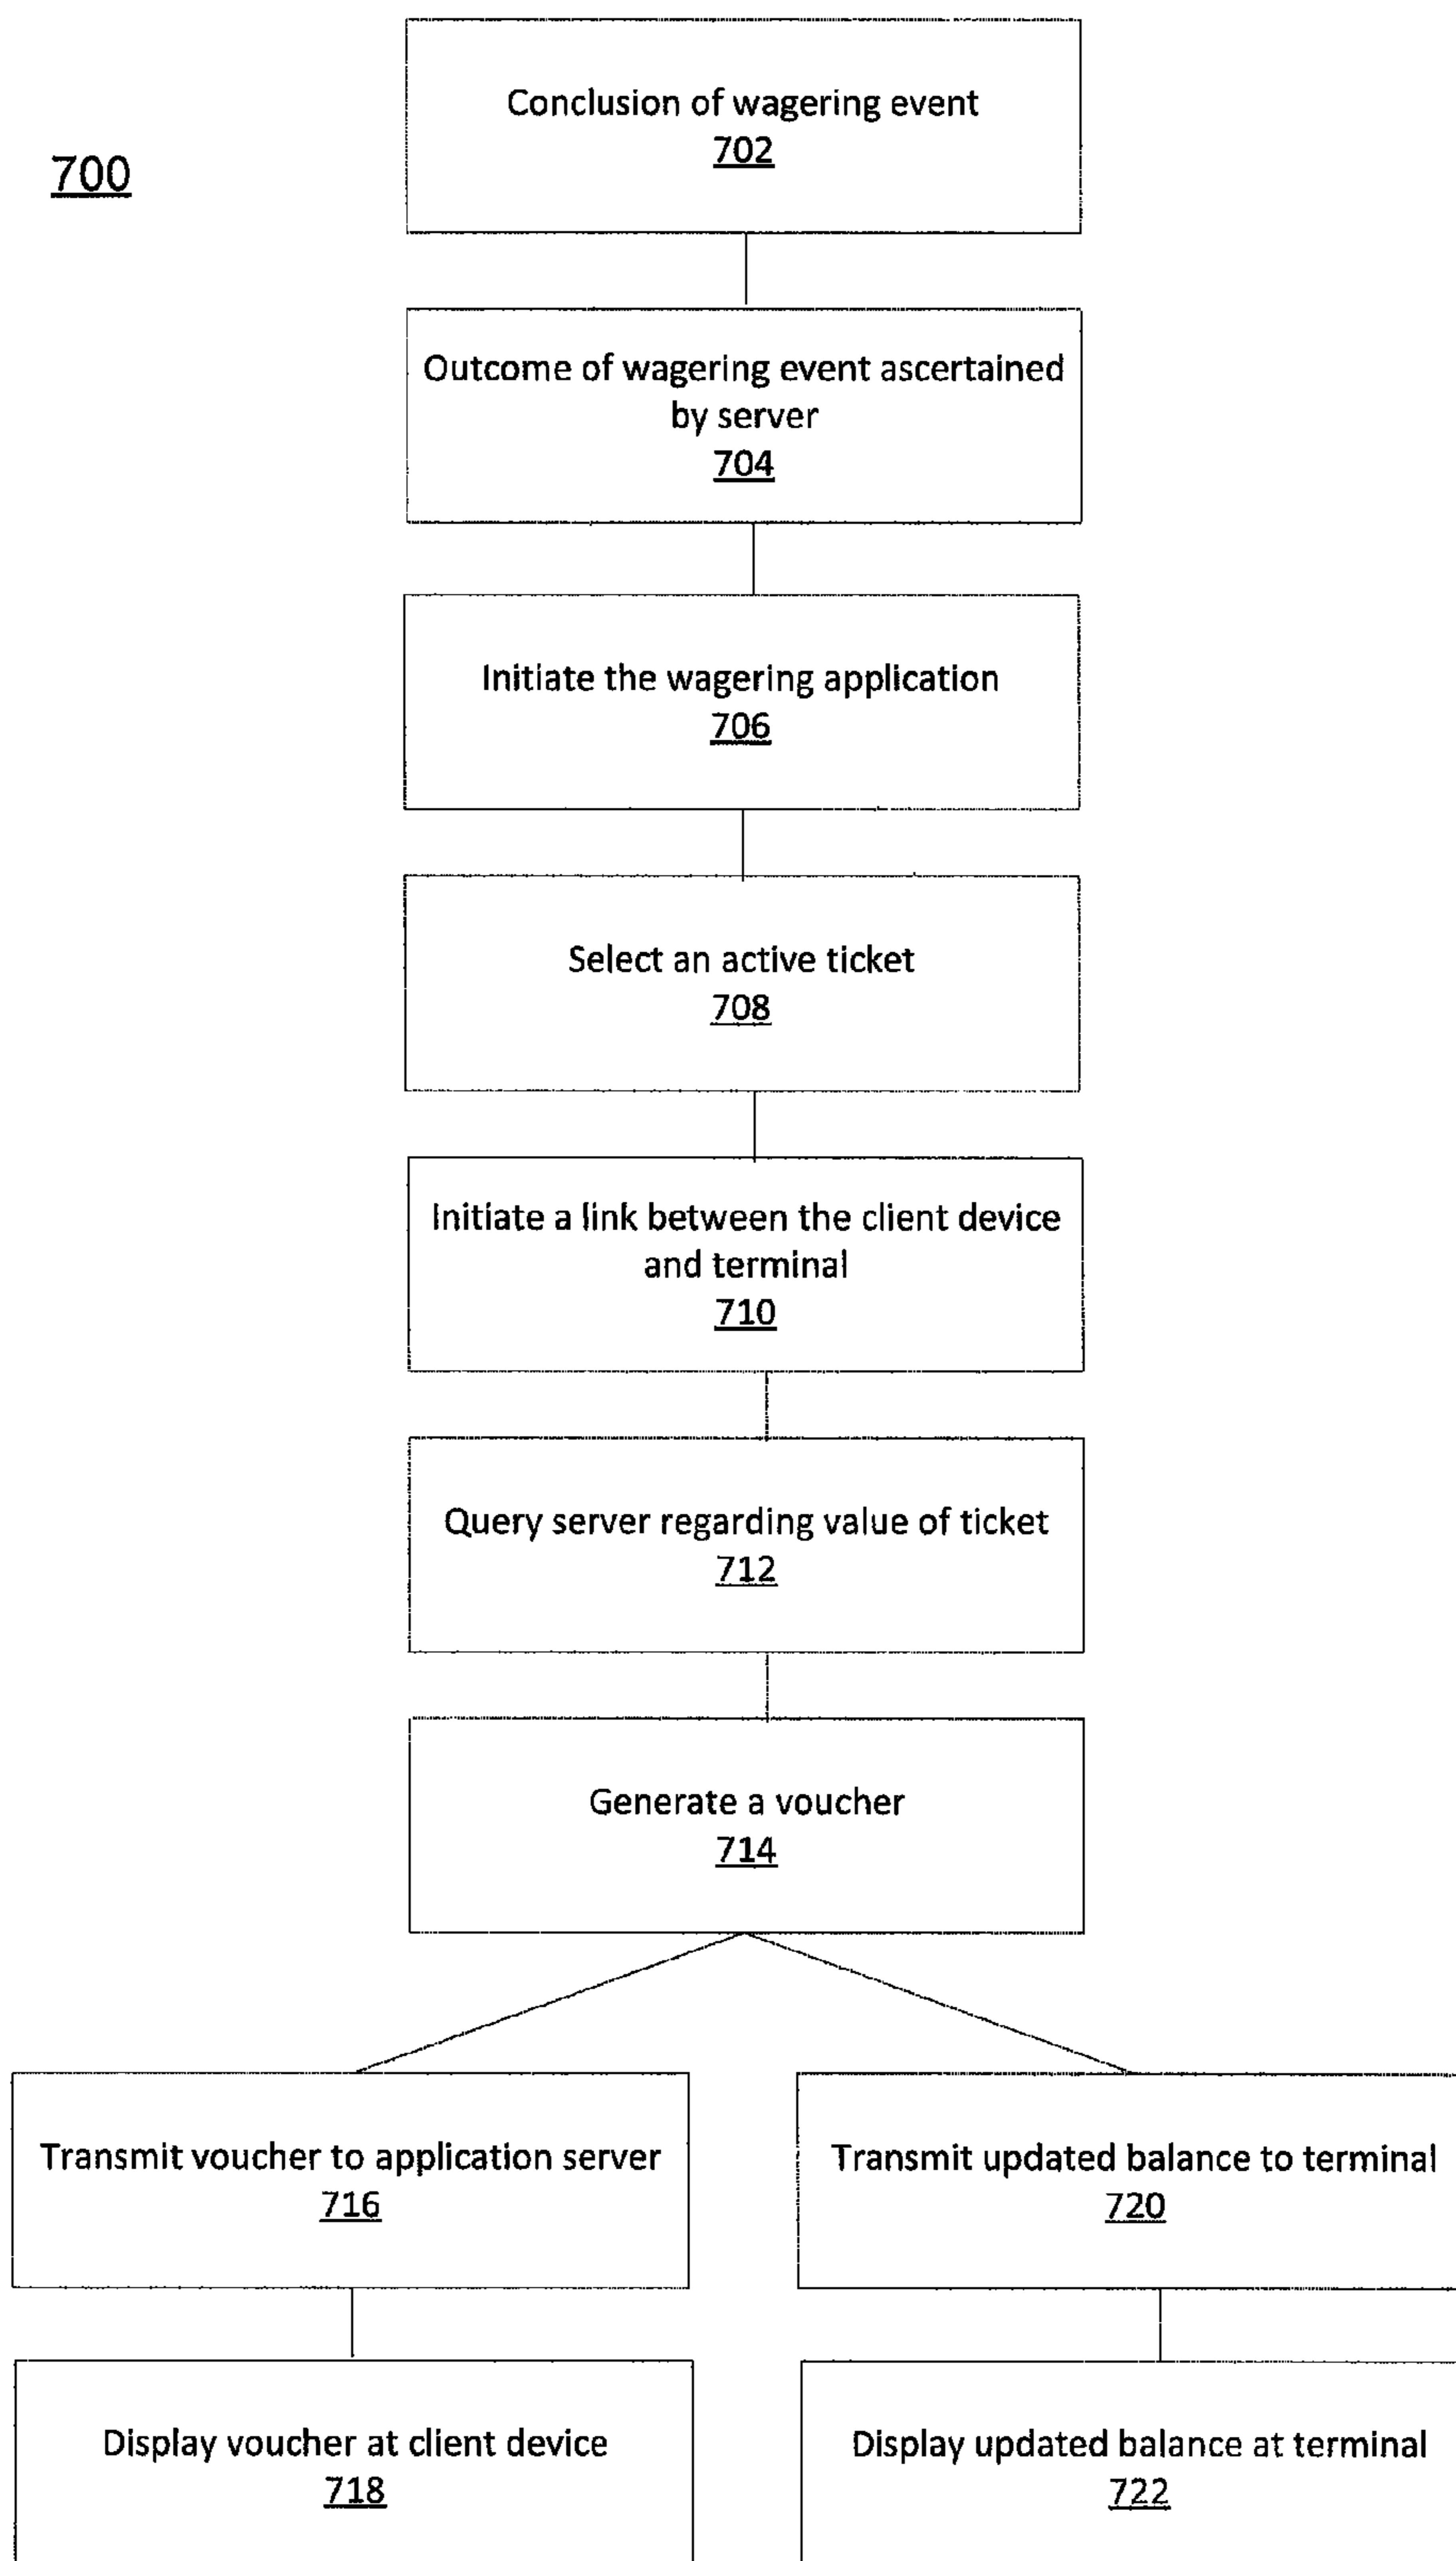 Conclusion of wagering event
702
700
Outcome of wagering event ascertained
by server
704
Initiate the wagering application
706
Select an active ticket
708
Initiate a link between the client device
and terminal
710
Query server regarding value of ticket
712
Generate a voucher
714
Transmit voucher to application server
716
Transmit updated balance to terminal
720
Display voucher at client device
718
Display updated balance at terminal
722